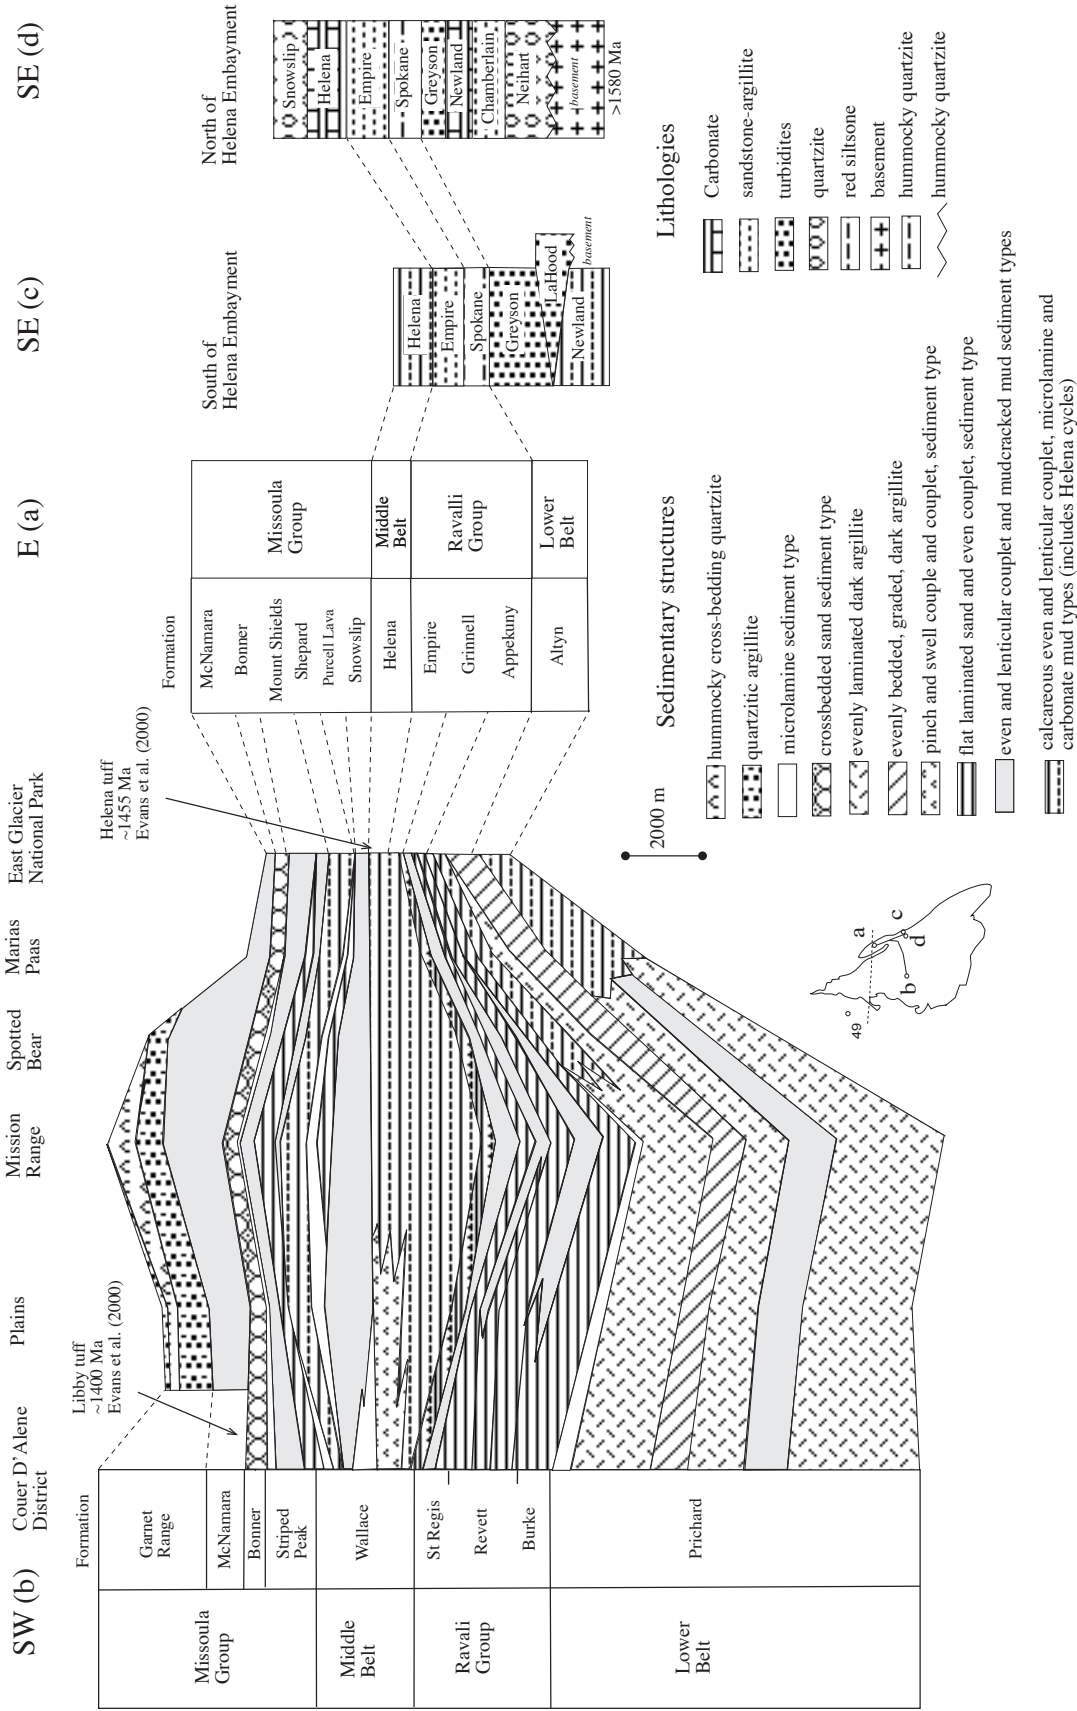 SW (b)
E (a)
SE (c)
SE (d)
Couer D’Alene
District
Plains
Mission
Range
Spotted
Bear
Marias
Paas
East Glacier
National Park
Libby tuff
~1400 Ma
Evans et al. (2000)
Helena tuff
~1455 Ma
Evans et al. (2000)
Formation
Garnet
Range
McNamara
Bonner
Striped
Peak
Wallace
St Regis
Revett
Burke
Prichard
Missoula
Group
Middle
Belt
Ravali
Group
Lower
Belt
Formation
McNamara
Bonner
Mount Shields
Shepard
Purcell Lava
Snowslip
Helena
Empire
Grinnell
Appekuny
Altyn
Missoula
Group
Middle
Belt
Ravalli
Group
Lower
Belt
South of
Helena Embayment
Helena
Empire
Spokane
Greyson
LaHood
Newland
basement
North of
Helena Embayment
Snowslip
Helena
Empire
Spokane
Greyson
Newland
Chamberlain
Neihart
basement
>1580 Ma
2000 m
49
a
b
c
d
Sedimentary structures
hummocky cross-bedding quartzite
quartzitic argillite
microlamine sediment type
crossbedded sand sediment type
evenly laminated dark argillite
evenly bedded, graded, dark argillite
pinch and swell couple and couplet, sediment type
flat laminated sand and even couplet, sediment type
even and lenticular couplet and mudcracked mud sediment types
calcareous even and lenticular couplet, microlamine and
carbonate mud types (includes Helena cycles)
Lithologies
Carbonate
sandstone-argillite
turbidites
quartzite
red siltsone
basement
hummocky quartzite
hummocky quartzite